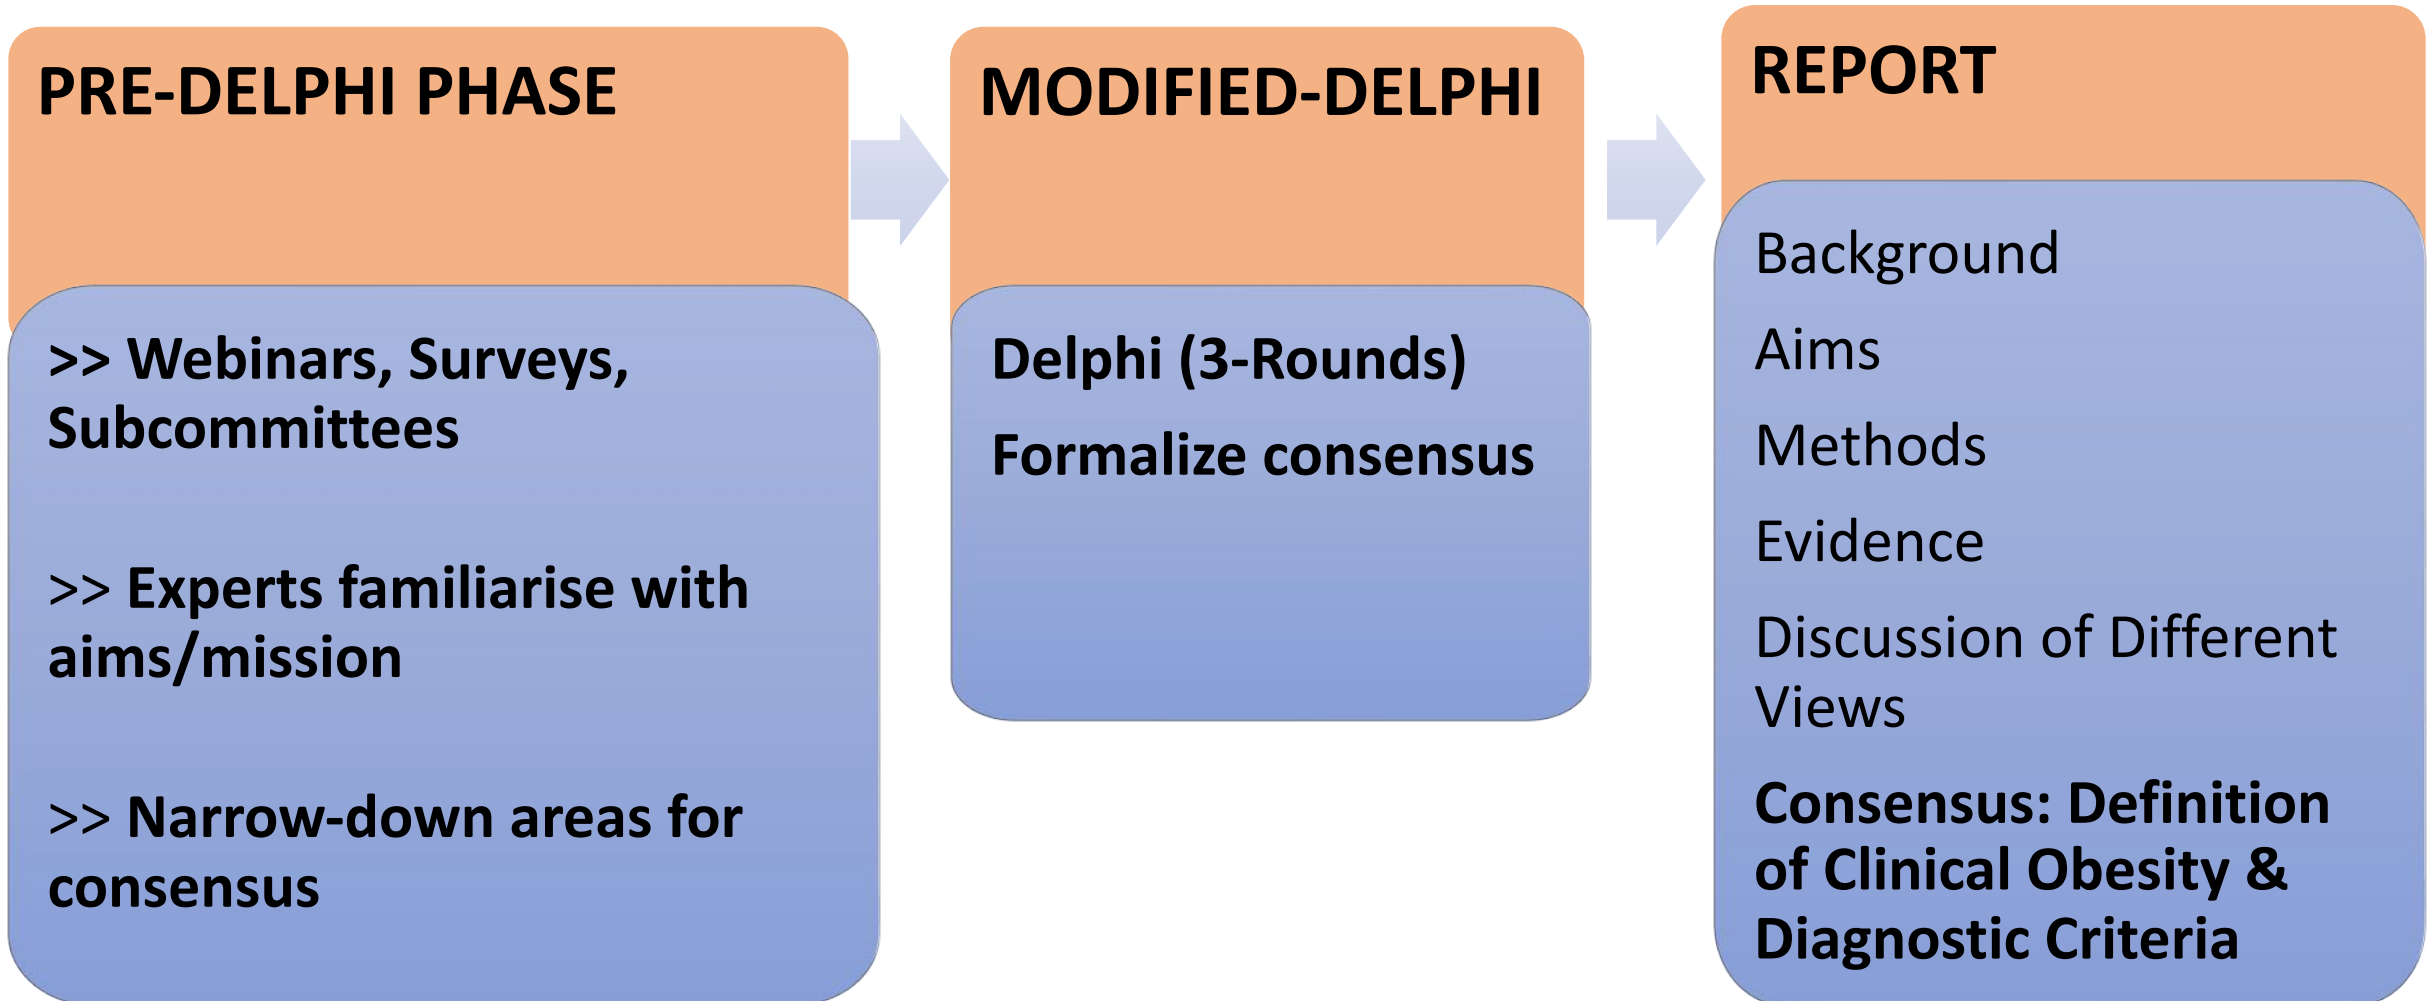 PRE-DELPHI PHASE
>> Webinars, Surveys,
Subcommittees
>> Experts familiarise with
aims/mission
>> Narrow-down areas for
consensus
MODIFIED-DELPHI
Delphi (3-Rounds)
Formalize consensus
REPORT
Background
Aims
Methods
Evidence
Discussion of Different
Views
Consensus: Definition
of Clinical Obesity &
Diagnostic Criteria